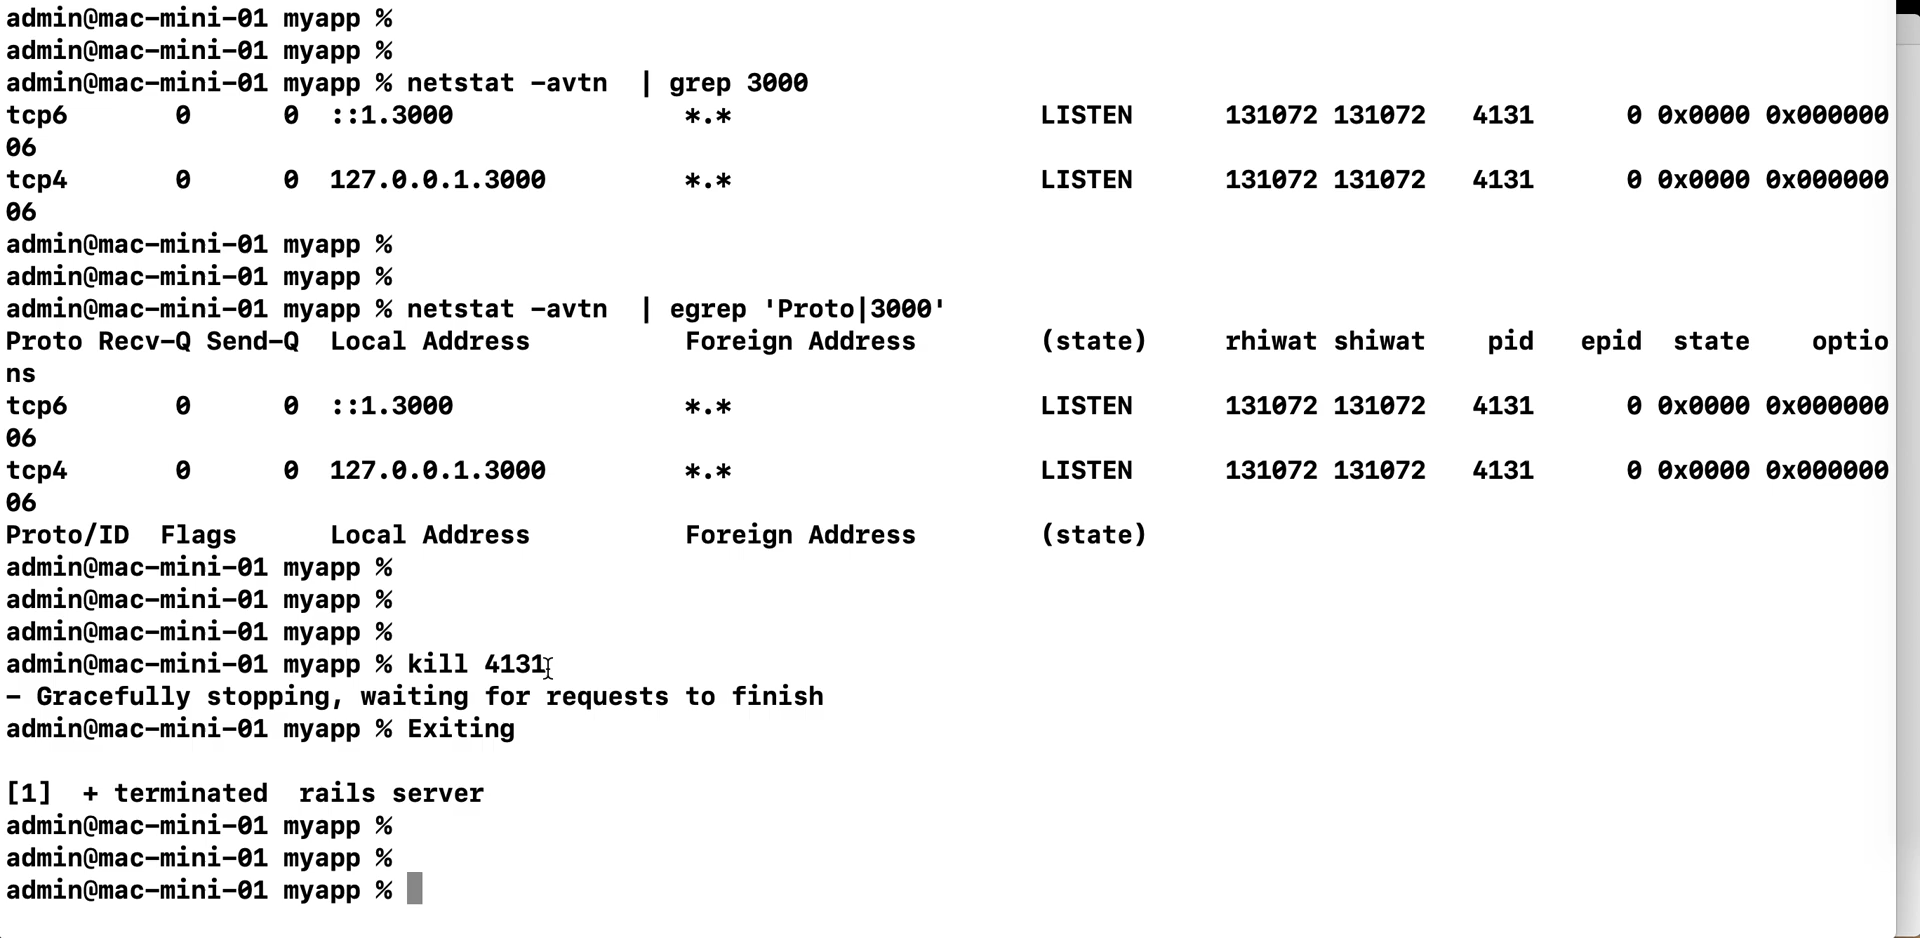 admin@mac-mini-01 myapp %
admin@mac-mini-01 myapp %
admin@mac-mini-01 myapp % netstat -avtn  | grep 3000
tcp6       0      0  ::1.3000               *.*                    LISTEN      131072 131072   4131      0 0x0000 0x000000
06
tcp4       0      0  127.0.0.1.3000         *.*                    LISTEN      131072 131072   4131      0 0x0000 0x000000
06
admin@mac-mini-01 myapp %
admin@mac-mini-01 myapp %
admin@mac-mini-01 myapp % netstat -avtn  | egrep 'Proto|3000'
Proto Recv-Q Send-Q  Local Address          Foreign Address        (state)     rhiwat shiwat    pid   epid  state    optio
ns
tcp6       0      0  ::1.3000               *.*                    LISTEN      131072 131072   4131      0 0x0000 0x000000
06
tcp4       0      0  127.0.0.1.3000         *.*                    LISTEN      131072 131072   4131      0 0x0000 0x000000
06
Proto/ID  Flags      Local Address          Foreign Address        (state)
admin@mac-mini-01 myapp %
admin@mac-mini-01 myapp %
admin@mac-mini-01 myapp %
admin@mac-mini-01 myapp % kill 4131
- Gracefully stopping, waiting for requests to finish
admin@mac-mini-01 myapp % Exiting
[1]  + terminated  rails server
admin@mac-mini-01 myapp %
admin@mac-mini-01 myapp %
admin@mac-mini-01 myapp %